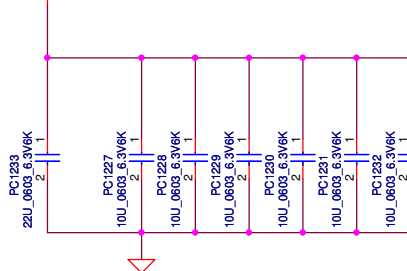 PC1233
22U_0603_6.3V6K
1
2
PC1227
10U_0603_6.3V6K
1
2
PC1228
10U_0603_6.3V6K
1
2
PC1229
10U_0603_6.3V6K
1
2
PC1230
10U_0603_6.3V6K
1
2
PC1231
10U_0603_6.3V6K
1
2
PC1232
10U_0603_6.3V6K
1
2